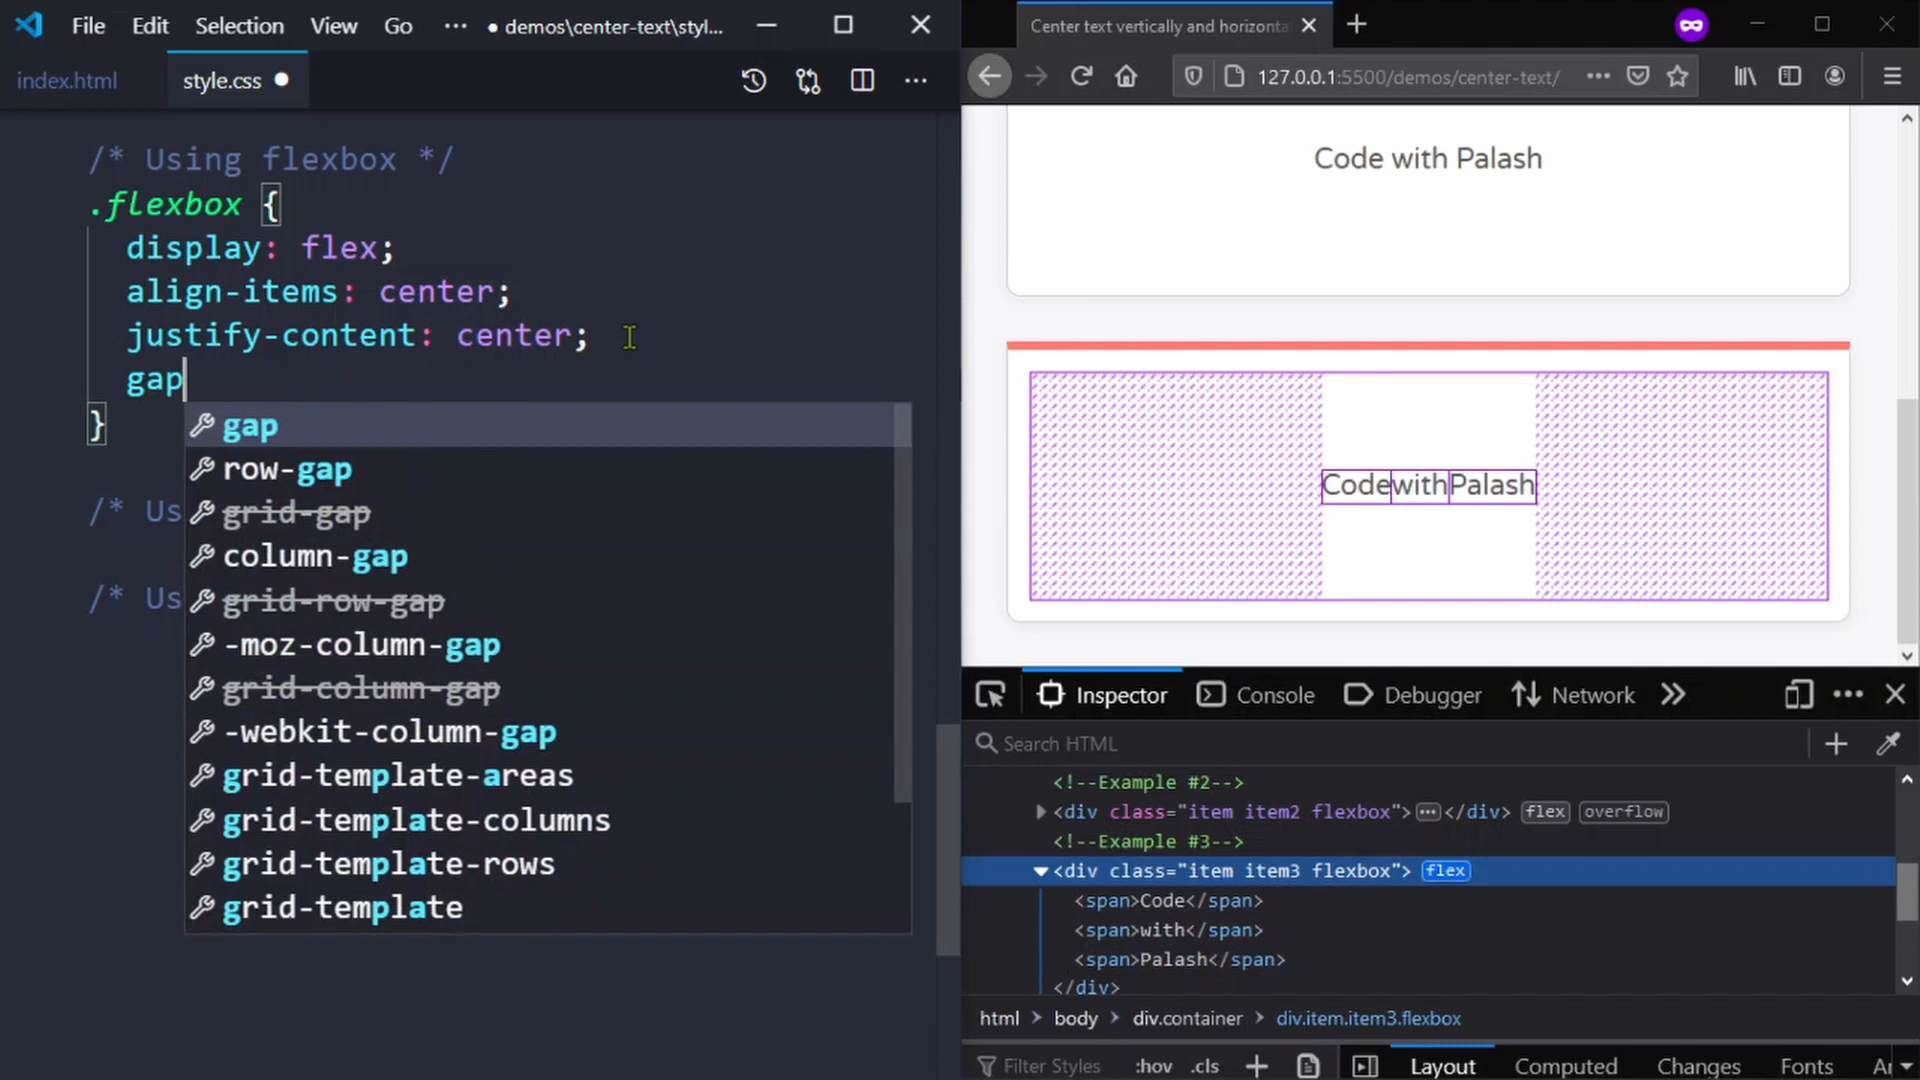 File Edit Selection View Go ··· ● demos\center-text\styl...
index.html style.css ●
/* Using flexbox */
.flexbox {
display: flex;
align-items: center;
justify-content: center;
gap
}
gap
row-gap
/* Us
grid-gap
column-gap
/* Us
grid-row-gap
-moz-column-gap
grid-column-gap
-webkit-column-gap
grid-template-areas
grid-template-columns
grid-template-rows
grid-template
Center text vertically and horizonta
127.0.0.1:5500/demos/center-text/
Code with Palash
CodewithPalash
Inspector Console Debugger Network
Search HTML
<!--Example #2-->
<div class="item item2 flexbox">···</div> flex overflow
<!--Example #3-->
<div class="item item3 flexbox"> flex
<span>Code</span>
<span>with</span>
<span>Palash</span>
</div>
html > body > div.container > div.item.item3.flexbox
Filter Styles :hov .cls + Layout Computed Changes Fonts